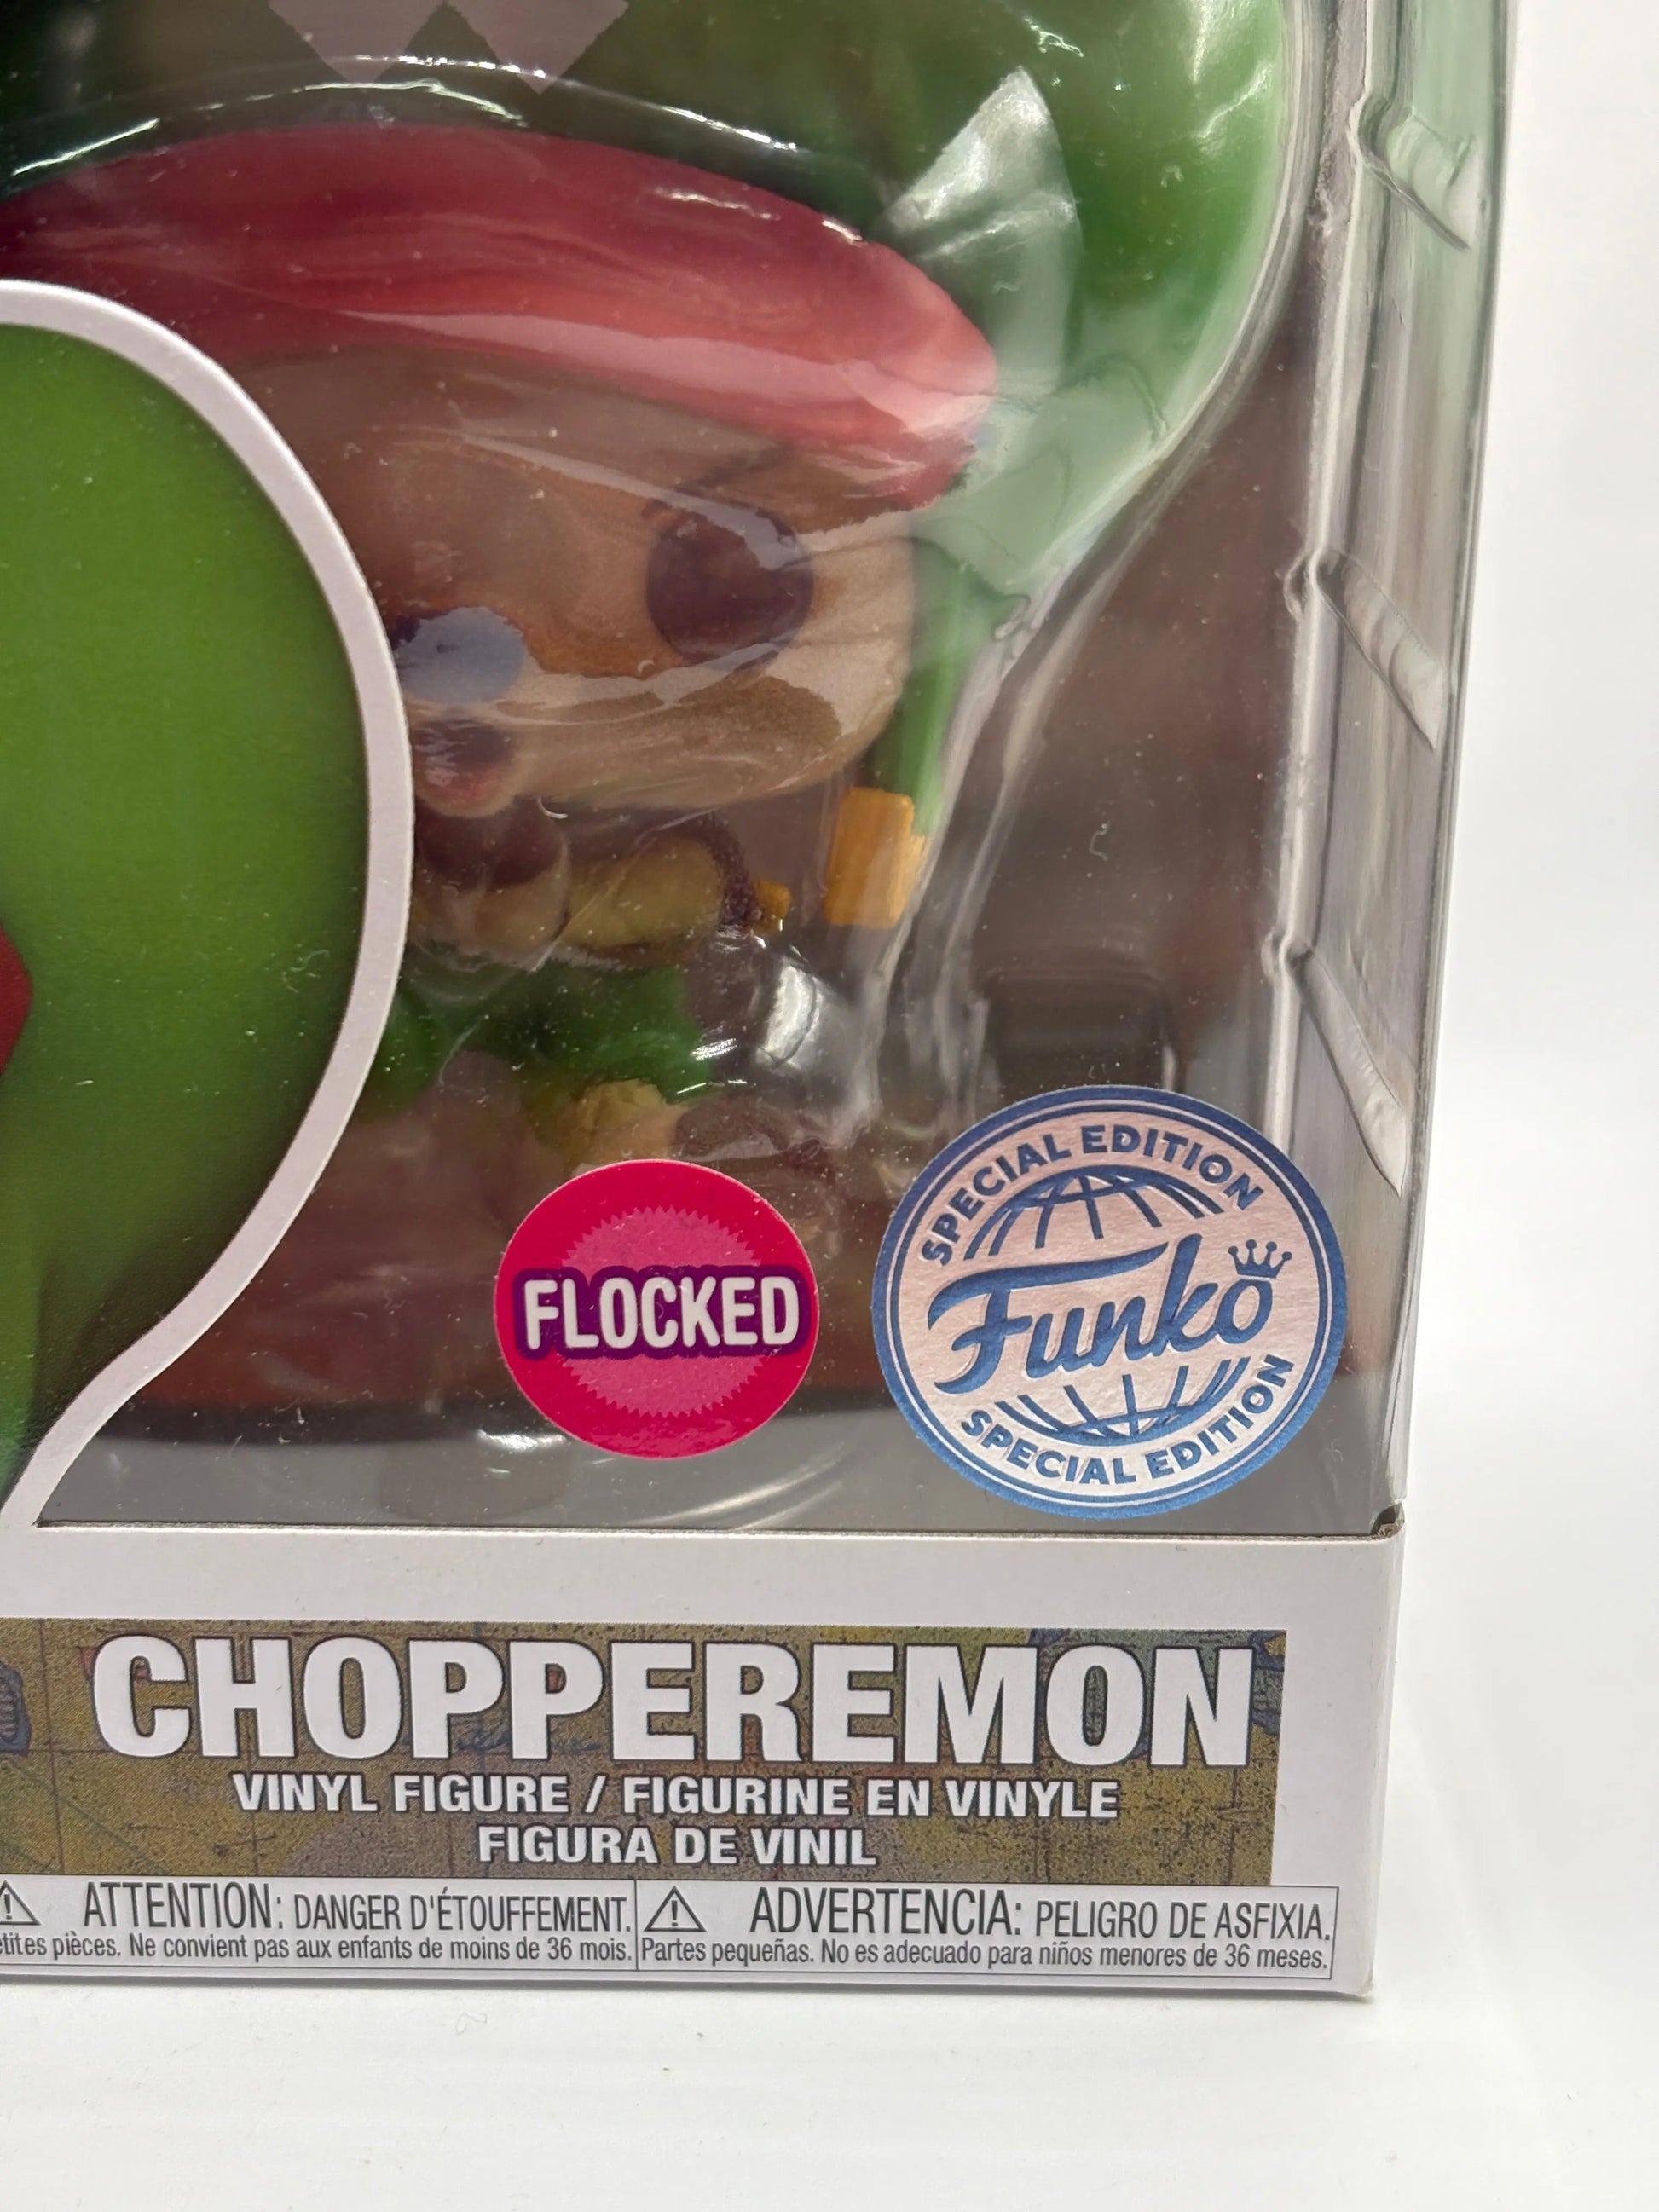 SPECIAL EDITION
FLOCKED
Funko
SPECIAL EDITION
CHOPPEREMON
VINYL FIGURE / FIGURINE EN VINYLE
FIGURA DE VINIL
ATTENTION: DANGER D'ÉTOUFFEMENT.
tites pièces. Ne convient pas aux enfants de moins de 36 mois.
ADVERTENCIA: PELIGRO DE ASFIXIA.
Partes pequeñas. No es adecuado para niños menores de 36 meses.